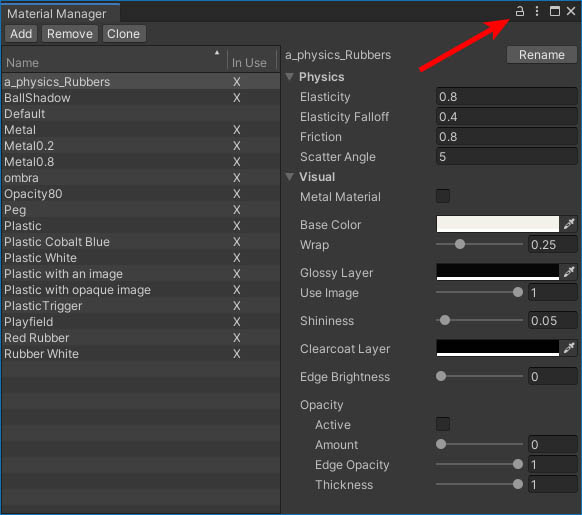 Material Manager
Add Remove Clone
Name In Use
a_physics_Rubbers X
BallShadow X
Default
Metal X
Metal0.2 X
Metal0.8 X
ombra X
Opacity80 X
Peg X
Plastic X
Plastic Cobalt Blue X
Plastic White X
Plastic with an image X
Plastic with opaque image X
PlasticTrigger X
Playfield X
Red Rubber X
Rubber White X
a_physics_Rubbers Rename
Physics
Elasticity 0.8
Elasticity Falloff 0.4
Friction 0.8
Scatter Angle 5
Visual
Metal Material
Base Color
Wrap 0.25
Glossy Layer
Use Image 1
Shininess 0.05
Clearcoat Layer
Edge Brightness 0
Opacity
Active
Amount 0
Edge Opacity 1
Thickness 1